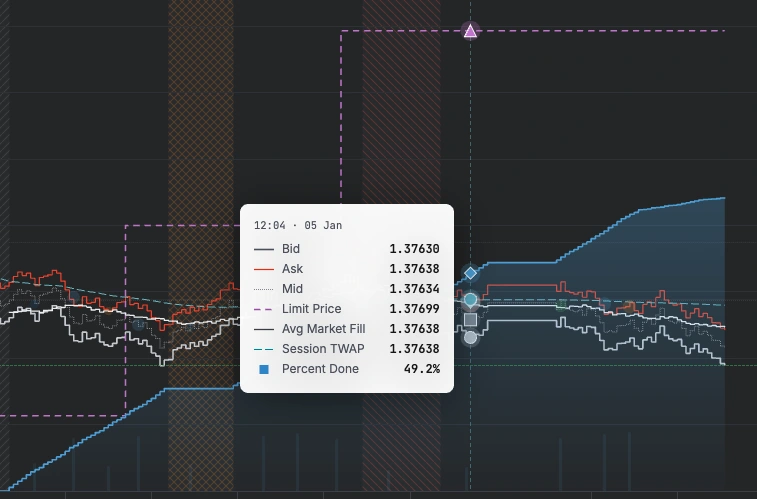 12:04 · 05 Jan
Bid 1.37630
Ask 1.37638
Mid 1.37634
Limit Price 1.37699
Avg Market Fill 1.37638
Session TWAP 1.37638
Percent Done 49.2%